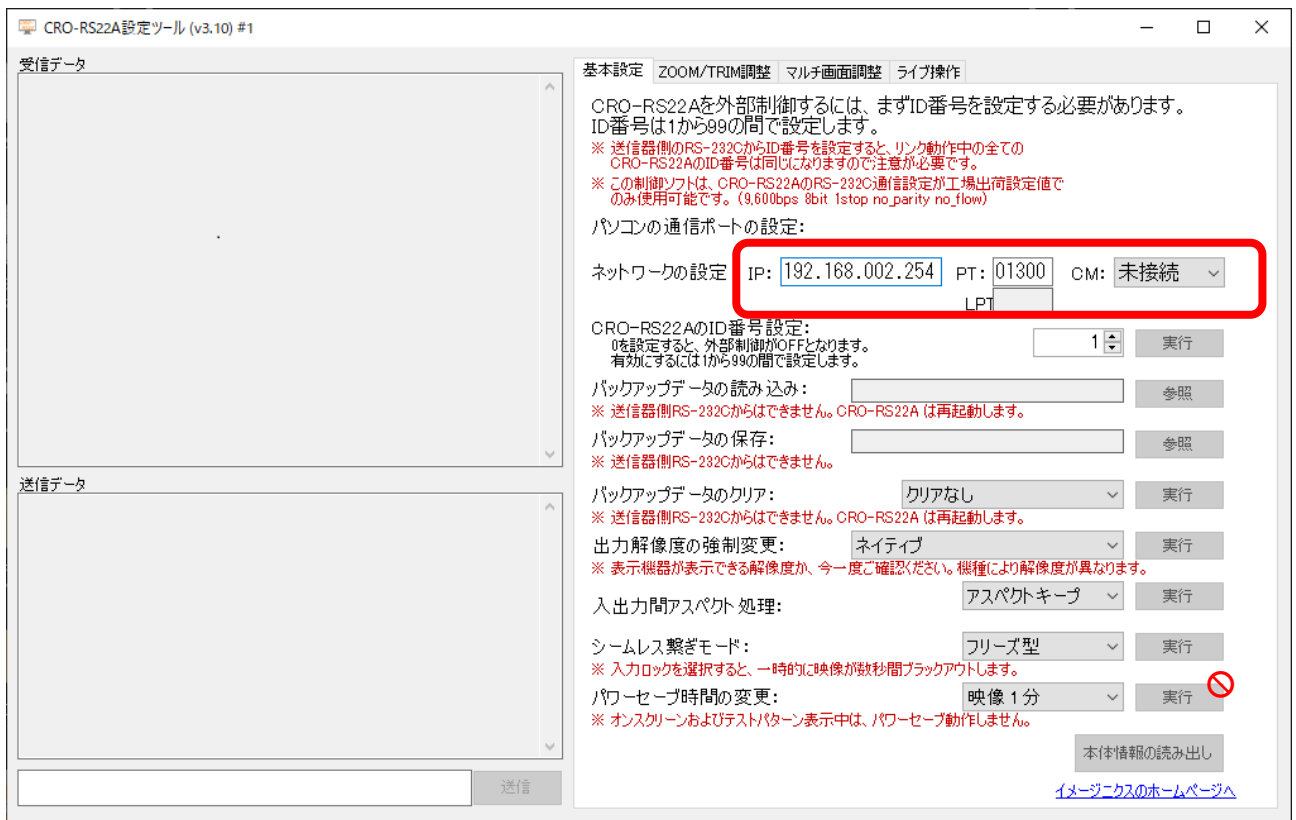 CRO-RS22A設定ツール (v3.10) #1
受信データ
基本設定 ZOOM/TRIM調整 マルチ画面調整 ライブ操作
CRO-RS22Aを外部制御するには、まずID番号を設定する必要があります。
ID番号は1から99の間で設定します。
※ 送信器側のRS-232CからID番号を設定すると、リンク動作中の全ての
CRO-RS22AのID番号は同じになりますので注意が必要です。
※ この制御ソフトは、CRO-RS22AのRS-232C通信設定が工場出荷設定値で
のみ使用可能です。(9,600bps 8bit 1stop no_parity no_flow)
パソコンの通信ポートの設定:
ネットワークの設定 IP: 192.168.002.254 PT: 01300 CM: 未接続
LPT
CRO-RS22AのID番号設定:
0を設定すると、外部制御がOFFとなります。
有効にするには1から99の間で設定します。
1 実行
バックアップデータの読み込み: 参照
※ 送信器側RS-232Cからはできません。CRO-RS22A は再起動します。
バックアップデータの保存: 参照
※ 送信器側RS-232Cからはできません。
送信データ
バックアップデータのクリア: クリアなし 実行
※ 送信器側RS-232Cからはできません。CRO-RS22A は再起動します。
出力解像度の強制変更: ネイティブ 実行
※ 表示機器が表示できる解像度か、今一度ご確認ください。機種により解像度が異なります。
入出力間アスペクト処理: アスペクトキープ 実行
シームレス繋ぎモード: フリーズ型 実行
※ 入力ロックを選択すると、一時的に映像が数秒間ブラックアウトします。
パワーセーブ時間の変更: 映像1分 実行
※ オンスクリーンおよびテストパターン表示中は、パワーセーブ動作しません。
本体情報の読み出し
送信
イメージニクスのホームページへ